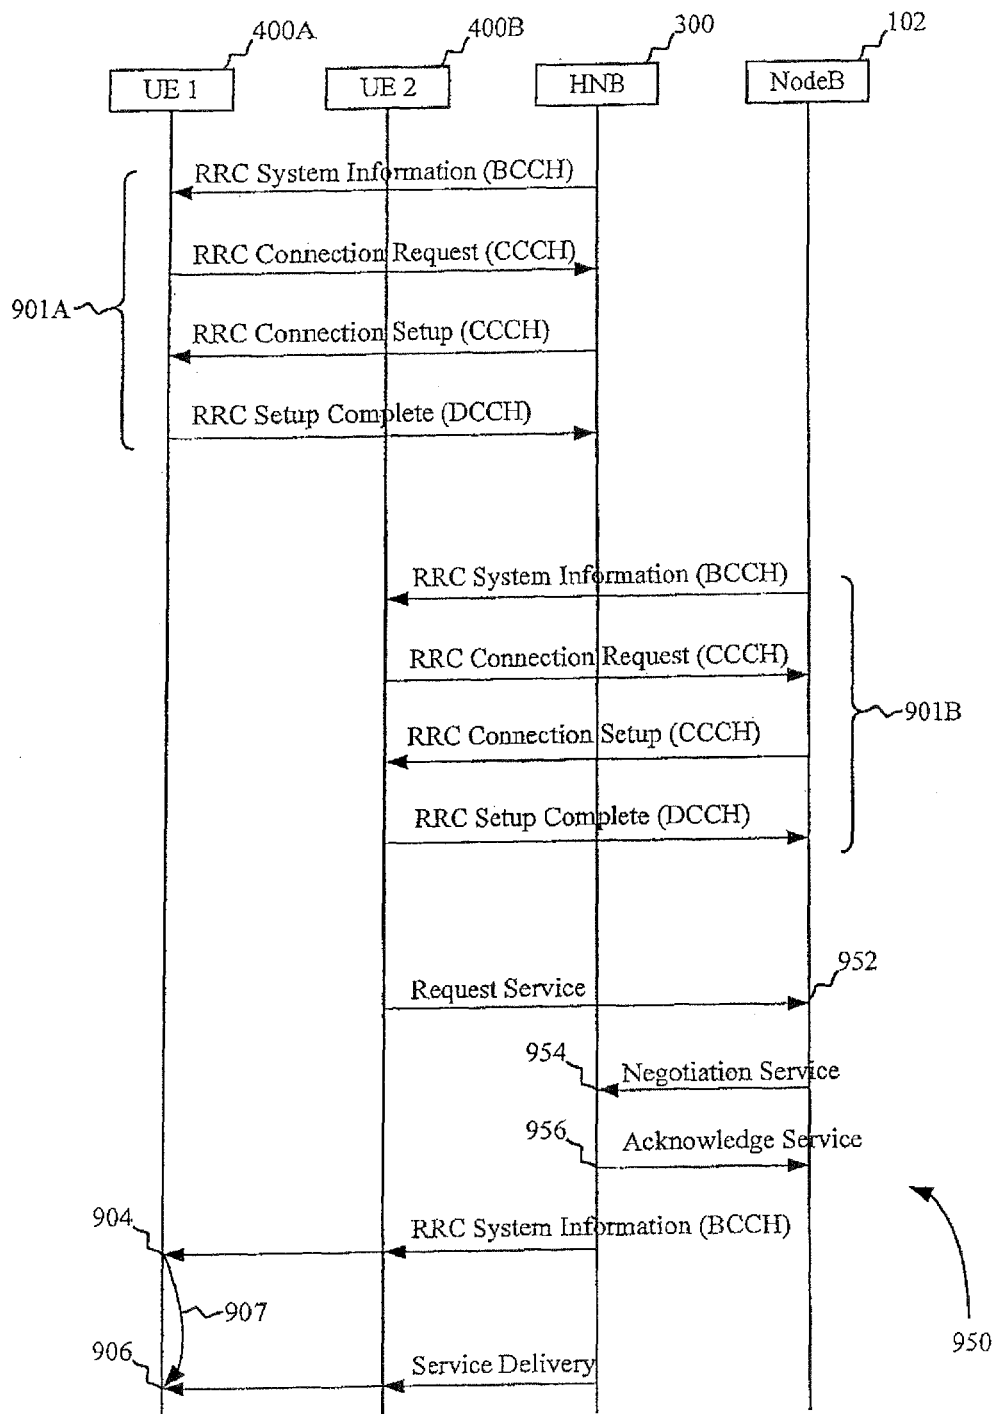 400A
400B
300
102
UE 1
UE 2
HNB
NodeB
RRC System Information (BCCH)
RRC Connection Request (CCCH)
901A
RRC Connection Setup (CCCH)
RRC Setup Complete (DCCH)
RRC System Information (BCCH)
RRC Connection Request (CCCH)
901B
RRC Connection Setup (CCCH)
RRC Setup Complete (DCCH)
952
Request Service
954
Negotiation Service
956
Acknowledge Service
904
RRC System Information (BCCH)
907
950
906
Service Delivery